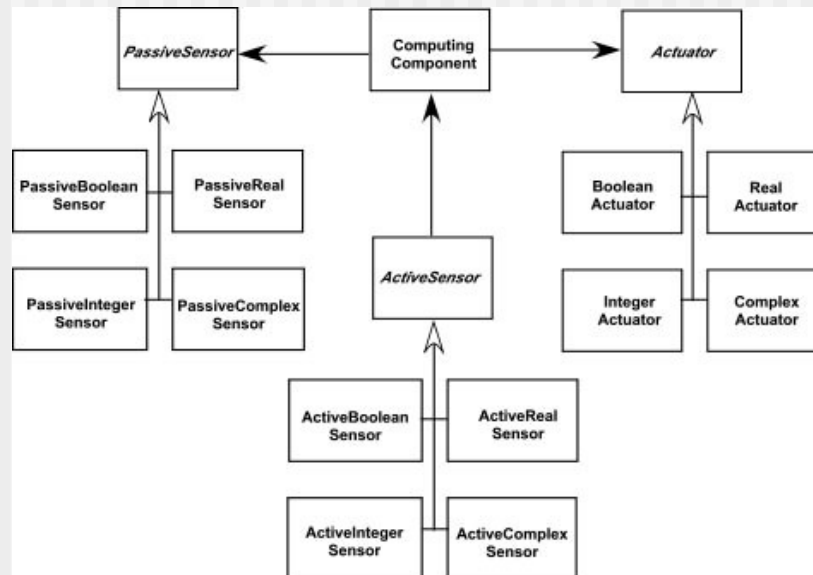 PassiveSensor
Computing
Component
Actuator
PassiveBoolean
Sensor
PassiveReal
Sensor
Boolean
Actuator
Real
Actuator
ActiveSensor
PassiveInteger
Sensor
PassiveComplex
Sensor
Integer
Actuator
Complex
Actuator
ActiveBoolean
Sensor
ActiveReal
Sensor
ActiveInteger
Sensor
ActiveComplex
Sensor